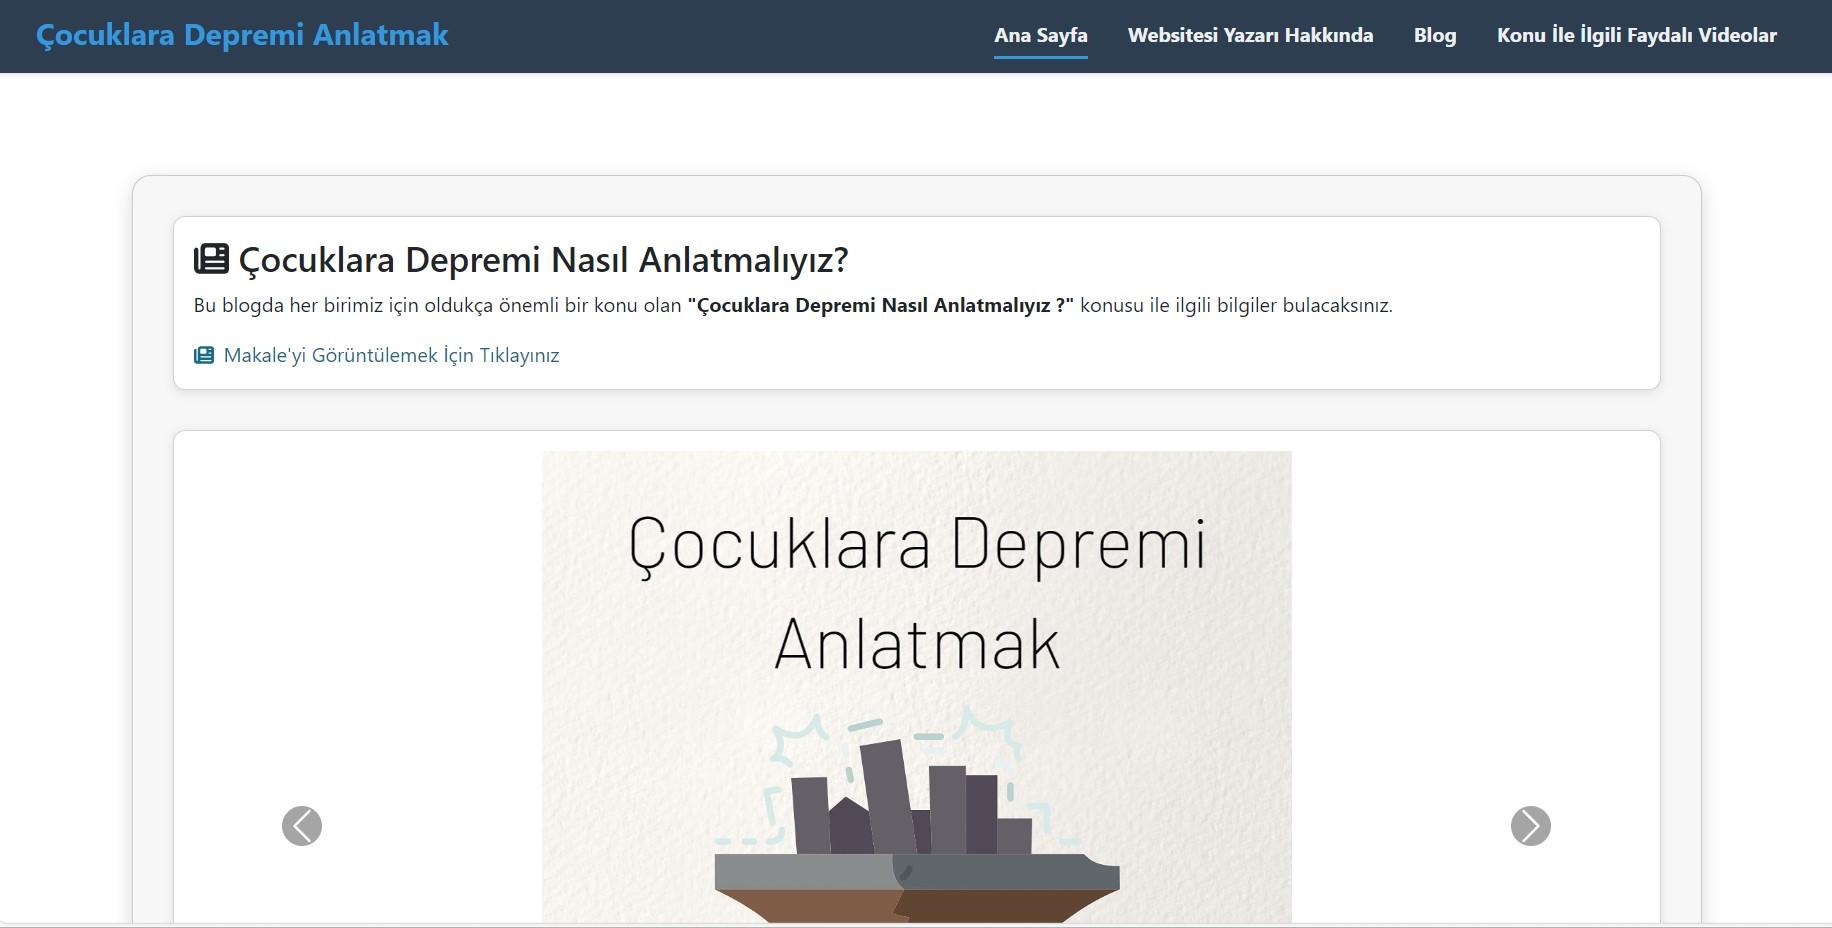 Çocuklara Depremi Anlatmak
Ana Sayfa
Websitesi Yazarı Hakkında
Blog
Konu İle İlgili Faydalı Videolar
Çocuklara Depremi Nasıl Anlatmalıyız?
Bu blogda her birimiz için oldukça önemli bir konu olan "Çocuklara Depremi Nasıl Anlatmalıyız ?" konusu ile ilgili bilgiler bulacaksınız.
Makale'yi Görüntülemek İçin Tıklayınız
Çocuklara Depremi
Anlatmak